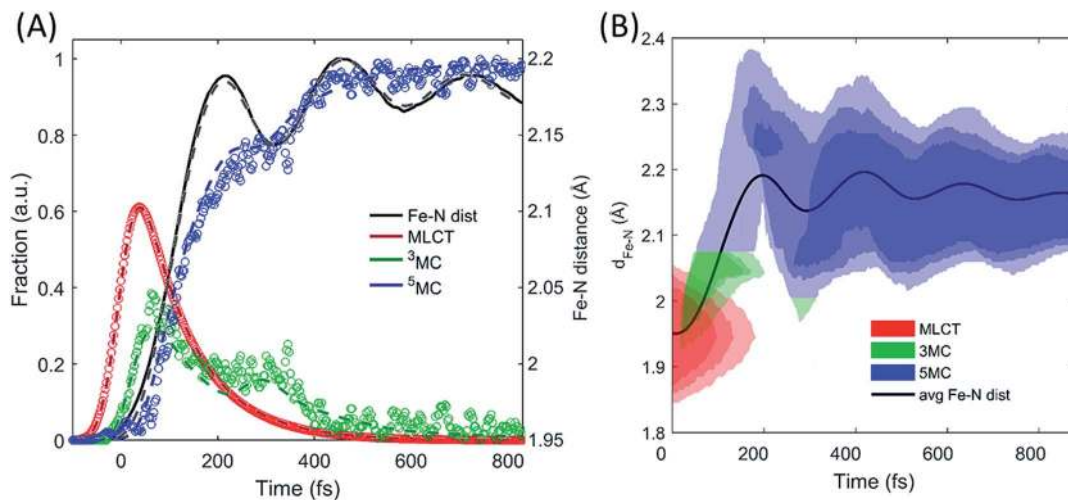 (A)
Fraction (a.u.)
1
0.8
0.6
0.4
0.2
0
0
200
400
600
800
Time (fs)
2.2
2.15
2.1
2.05
2
1.95
Fe-N distance (Å)
Fe-N dist
MLCT
³MC
⁵MC
(B)
d_Fe-N (Å)
2.4
2.3
2.2
2.1
2
1.9
1.8
0
200
400
600
800
Time (fs)
MLCT
3MC
5MC
avg Fe-N dist